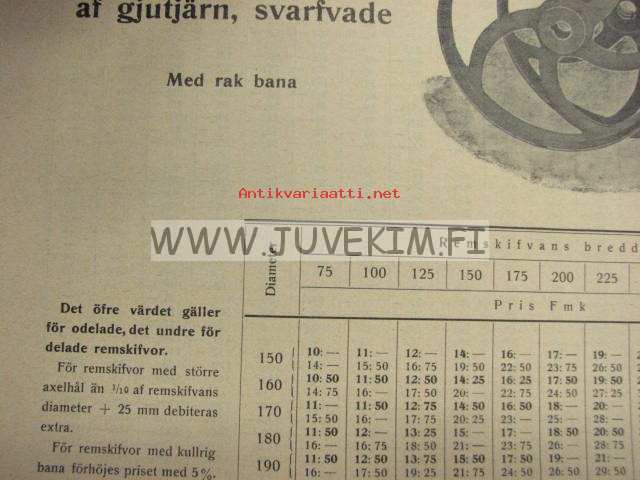 af gjutjärn, svarfvade
Med rak bana
Antikvariaatti.net
WWW.JUVEKIM.FI
Diameter
Remskifvans bredd
75 100 125 150 175 200 225
Pris Fmk
Det öfre värdet gäller
för odelade, det undre för
delade remskifvor.
För remskifvor med större
axelhål än 3/10 af remskifvans
diameter + 25 mm debiteras
extra.
För remskifvor med kullrig
bana förhöjes priset med 5%.
150 10:— 11:— 12:— 14:— 16:— 17:— 19:—
14:— 15:50 16:75 19:50 22:50 23:75 26:50
160 10:50 11:50 12:50 14:25 16:25 17:50 19:50
14:75 16:— 17:50 20:— 22:75 24:50 27:25
170 11:— 11:50 12:75 14:50 16:50 18:— 20:—
15:50 16:— 17:75 20:25 23:— 25:— 28:—
180 11:50 12:— 13:25 15:— 17:— 18:50 20:50
16:— 16:75 18:50 21:— 23:75 26:— 28:75
190 11:50 12:50 13:75 15:50 17:50 19:— 21:—
16:— 17:50 19:25 21:75 24:50 26:50 29:50